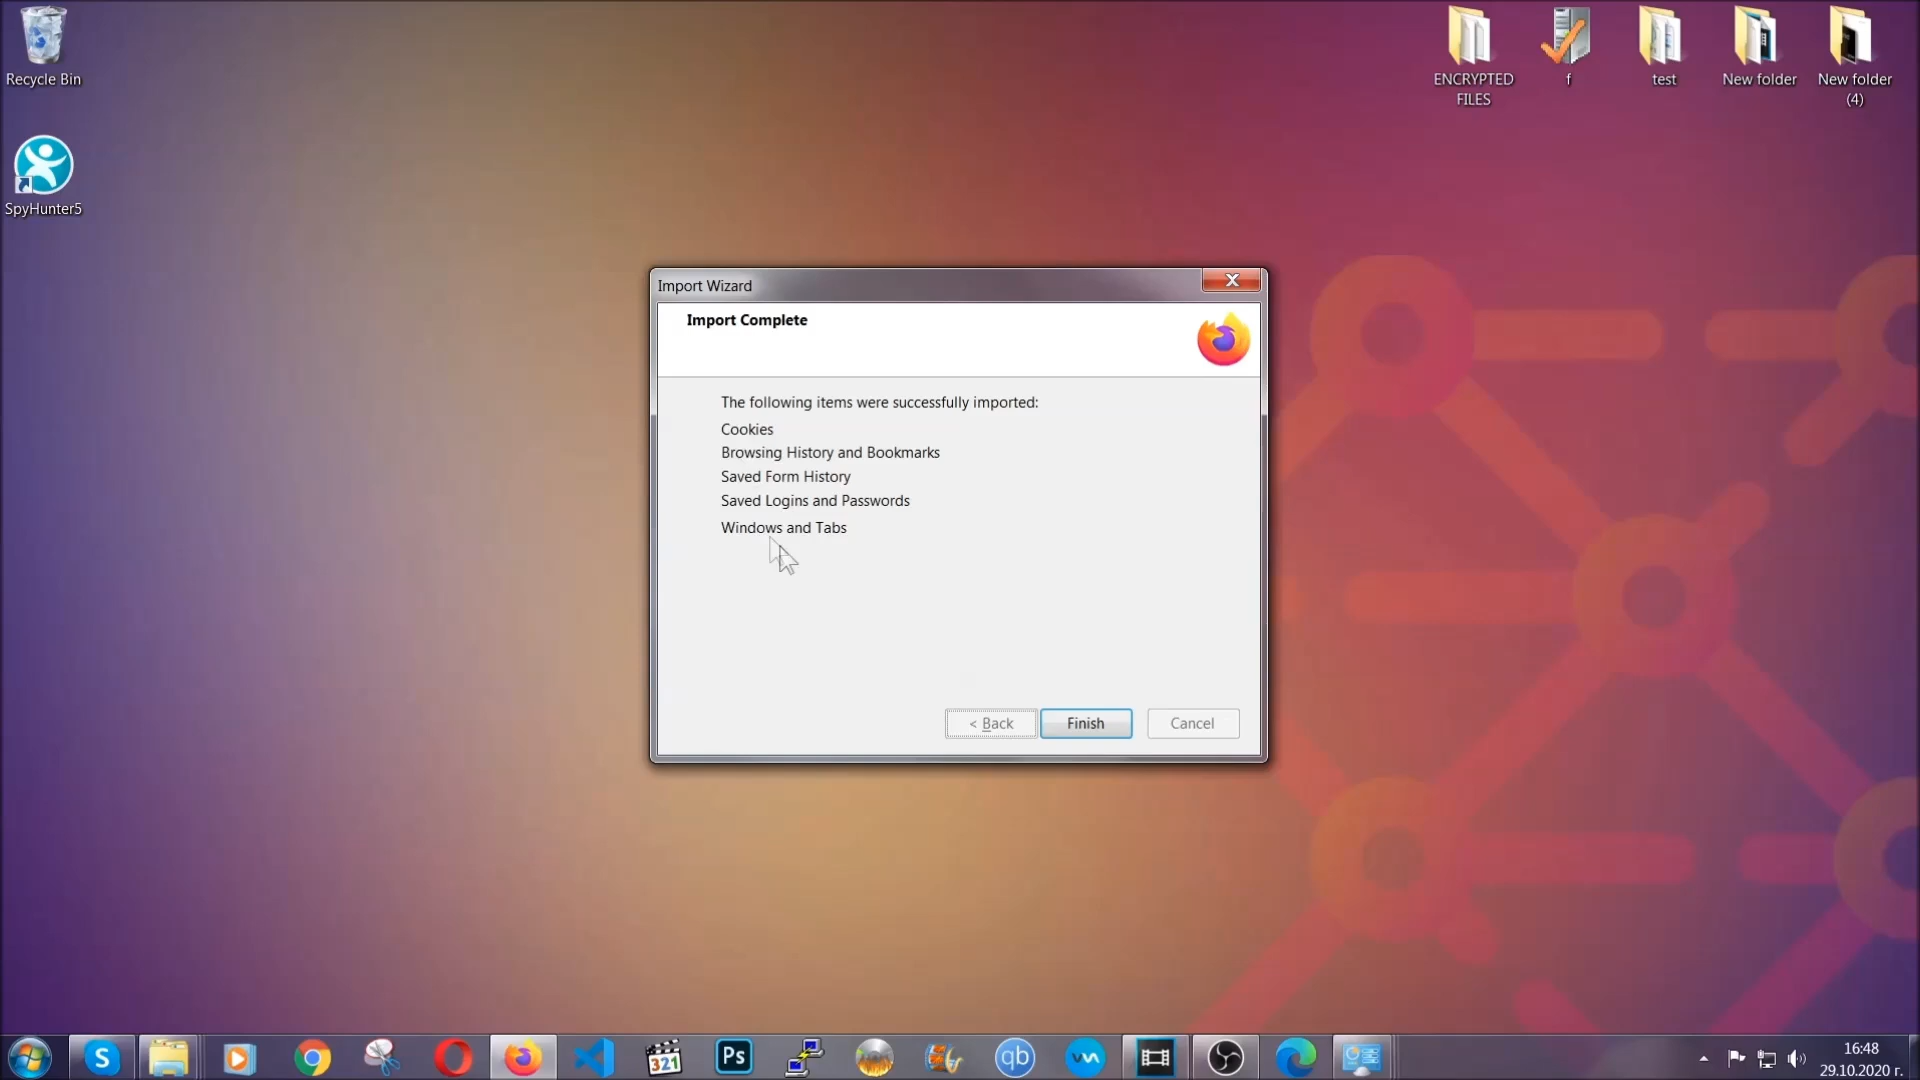 Recycle Bin
SpyHunter5
ENCRYPTED
FILES
f
test
New folder
New folder
(4)
Import Wizard
Import Complete
The following items were successfully imported:
Cookies
Browsing History and Bookmarks
Saved Form History
Saved Logins and Passwords
Windows and Tabs
< Back
Finish
Cancel
S
321
Ps
qb
16:48
29.10.2020 г.